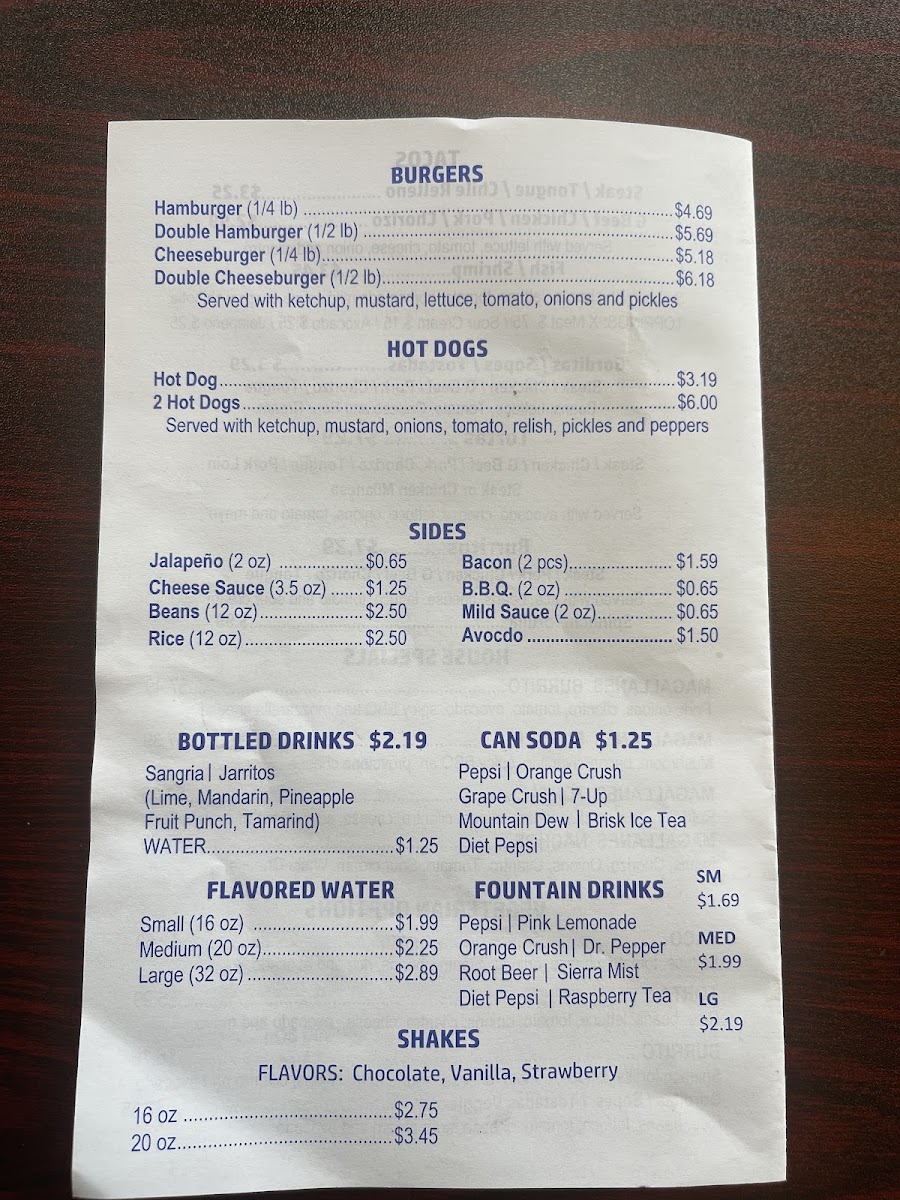 BURGERS
Hamburger (1/4 lb) ........ $4.69
Double Hamburger (1/2 lb) ........ $5.69
Cheeseburger (1/4 lb)........ $5.18
Double Cheeseburger (1/2 lb)........ $6.18
Served with ketchup, mustard, lettuce, tomato, onions and pickles
HOT DOGS
Hot Dog........ $3.19
2 Hot Dogs........ $6.00
Served with ketchup, mustard, onions, tomato, relish, pickles and peppers
SIDES
Jalapeño (2 oz) ........ $0.65
Cheese Sauce (3.5 oz) ....... $1.25
Beans (12 oz)........ $2.50
Rice (12 oz)........ $2.50
Bacon (2 pcs)........ $1.59
B.B.Q. (2 oz) ........ $0.65
Mild Sauce (2 oz)........ $0.65
Avocdo ........ $1.50
BOTTLED DRINKS $2.19
Sangria | Jarritos
(Lime, Mandarin, Pineapple
Fruit Punch, Tamarind)
WATER........ $1.25
CAN SODA $1.25
Pepsi | Orange Crush
Grape Crush | 7-Up
Mountain Dew | Brisk Ice Tea
Diet Pepsi
FLAVORED WATER
Small (16 oz) ........ $1.99
Medium (20 oz)........ $2.25
Large (32 oz)........ $2.89
FOUNTAIN DRINKS
Pepsi | Pink Lemonade
Orange Crush | Dr. Pepper
Root Beer | Sierra Mist
Diet Pepsi | Raspberry Tea
SM
$1.69
MED
$1.99
LG
$2.19
SHAKES
FLAVORS: Chocolate, Vanilla, Strawberry
16 oz ........ $2.75
20 oz........ $3.45